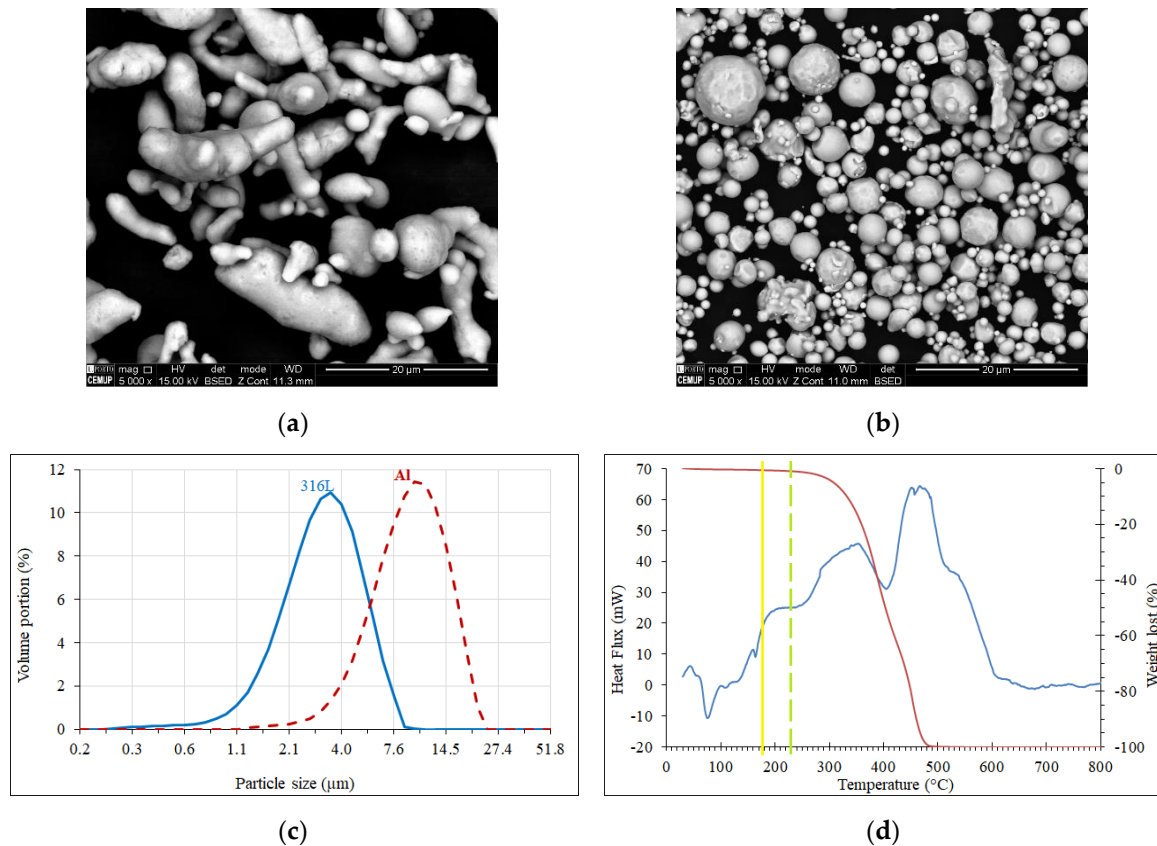 mag □ HV det mode WD
5 000 x 15.00 kV BSED Z Cont 11.3 mm
20 µm
U. PORTO
CEMUP
mag □ HV mode WD det
5 000 x 15.00 kV Z Cont 11.0 mm BSED
20 µm
U. PORTO
CEMUP
(a)
(b)
12
10
8
6
4
2
0
Volume portion (%)
316L
Al
0.2 0.3 0.6 1.1 2.1 4.0 7.6 14.5 27.4 51.8
Particle size (µm)
70
60
50
40
30
20
10
0
-10
-20
Heat Flux (mW)
0
-20
-40
-60
-80
-100
Weight lost (%)
0 100 200 300 400 500 600 700 800
Temperature (°C)
(c)
(d)